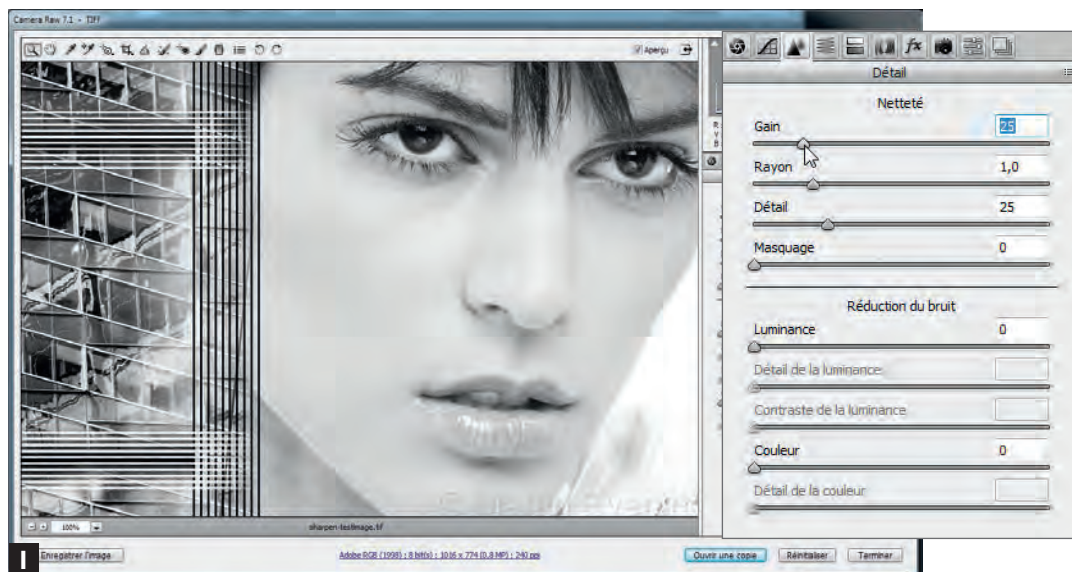 Camera Raw 7.1 - TIFF
Aperçu
R
V
B
100%
sharpen-testimage.tif
Enregistrer l'image
Adobe RGB (1998) ; 8 bit(s) ; 1016 x 774 (0.8 MP) ; 240 ppi
Ouvrir une copie
Réinitialiser
Terminer
I
fx
Détail
Netteté
Gain 25
Rayon 1,0
Détail 25
Masquage 0
Réduction du bruit
Luminance 0
Détail de la luminance
Contraste de la luminance
Couleur 0
Détail de la couleur